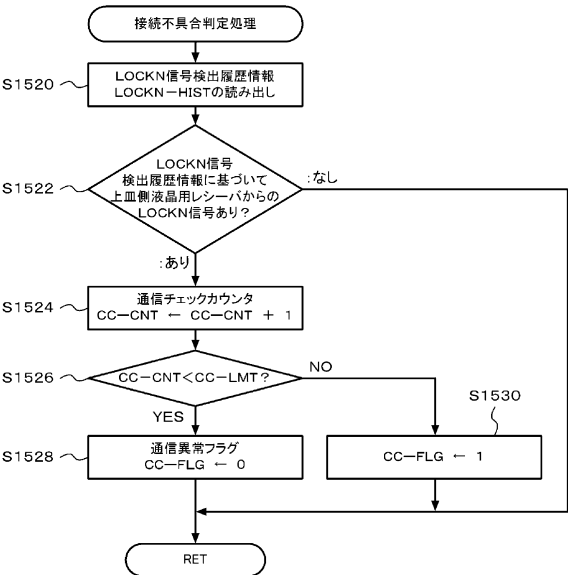 接続不具合判定処理
S1520
LOCKN信号検出履歴情報
LOCKN－HISTの読み出し
S1522
LOCKN信号
検出履歴情報に基づいて
上皿側液晶用レシーバからの
LOCKN信号あり？
:なし
:あり
S1524
通信チェックカウンタ
CC－CNT ← CC－CNT ＋ 1
S1526
CC－CNT＜CC－LMT？
NO
YES
S1530
S1528
通信異常フラグ
CC－FLG ← 0
CC－FLG ← 1
RET